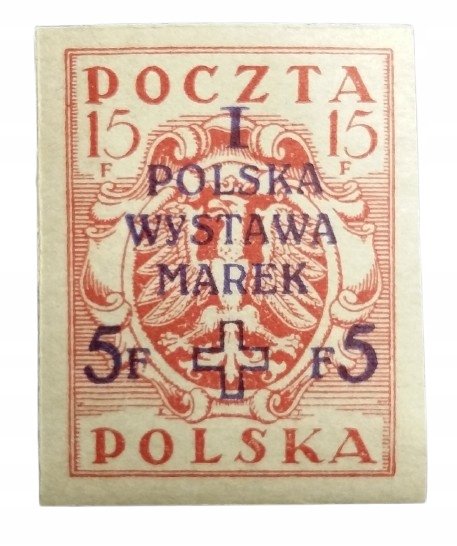 POCZTA
15 I 15
F F
POLSKA
WYSTAWA
MAREK
5F F5
POLSKA